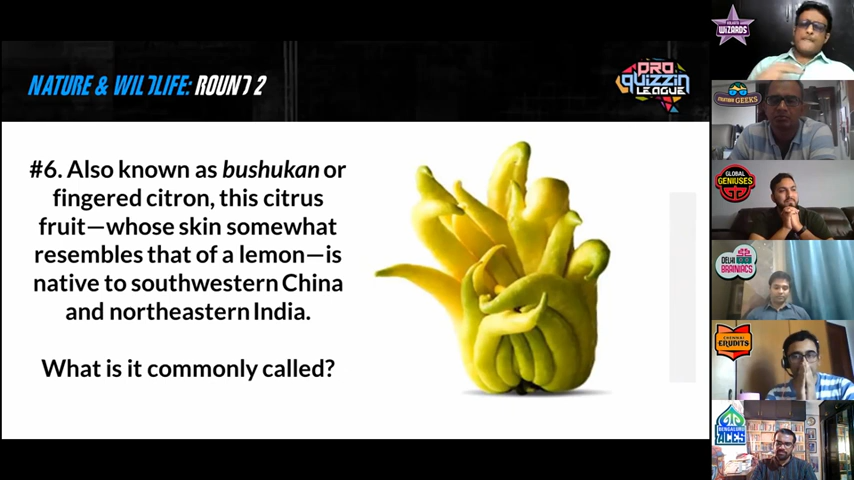 NATURE & WILDLIFE: ROUND 2
PRO
QUIZZIN
LEAGUE
#6. Also known as bushukan or
fingered citron, this citrus
fruit—whose skin somewhat
resembles that of a lemon—is
native to southwestern China
and northeastern India.
What is it commonly called?
WIZARDS
GEEKS
GLOBAL
GENIUSES
DELHI
BRAINIACS
CHENNAI
ERUDITS
BENGALURU
ACES